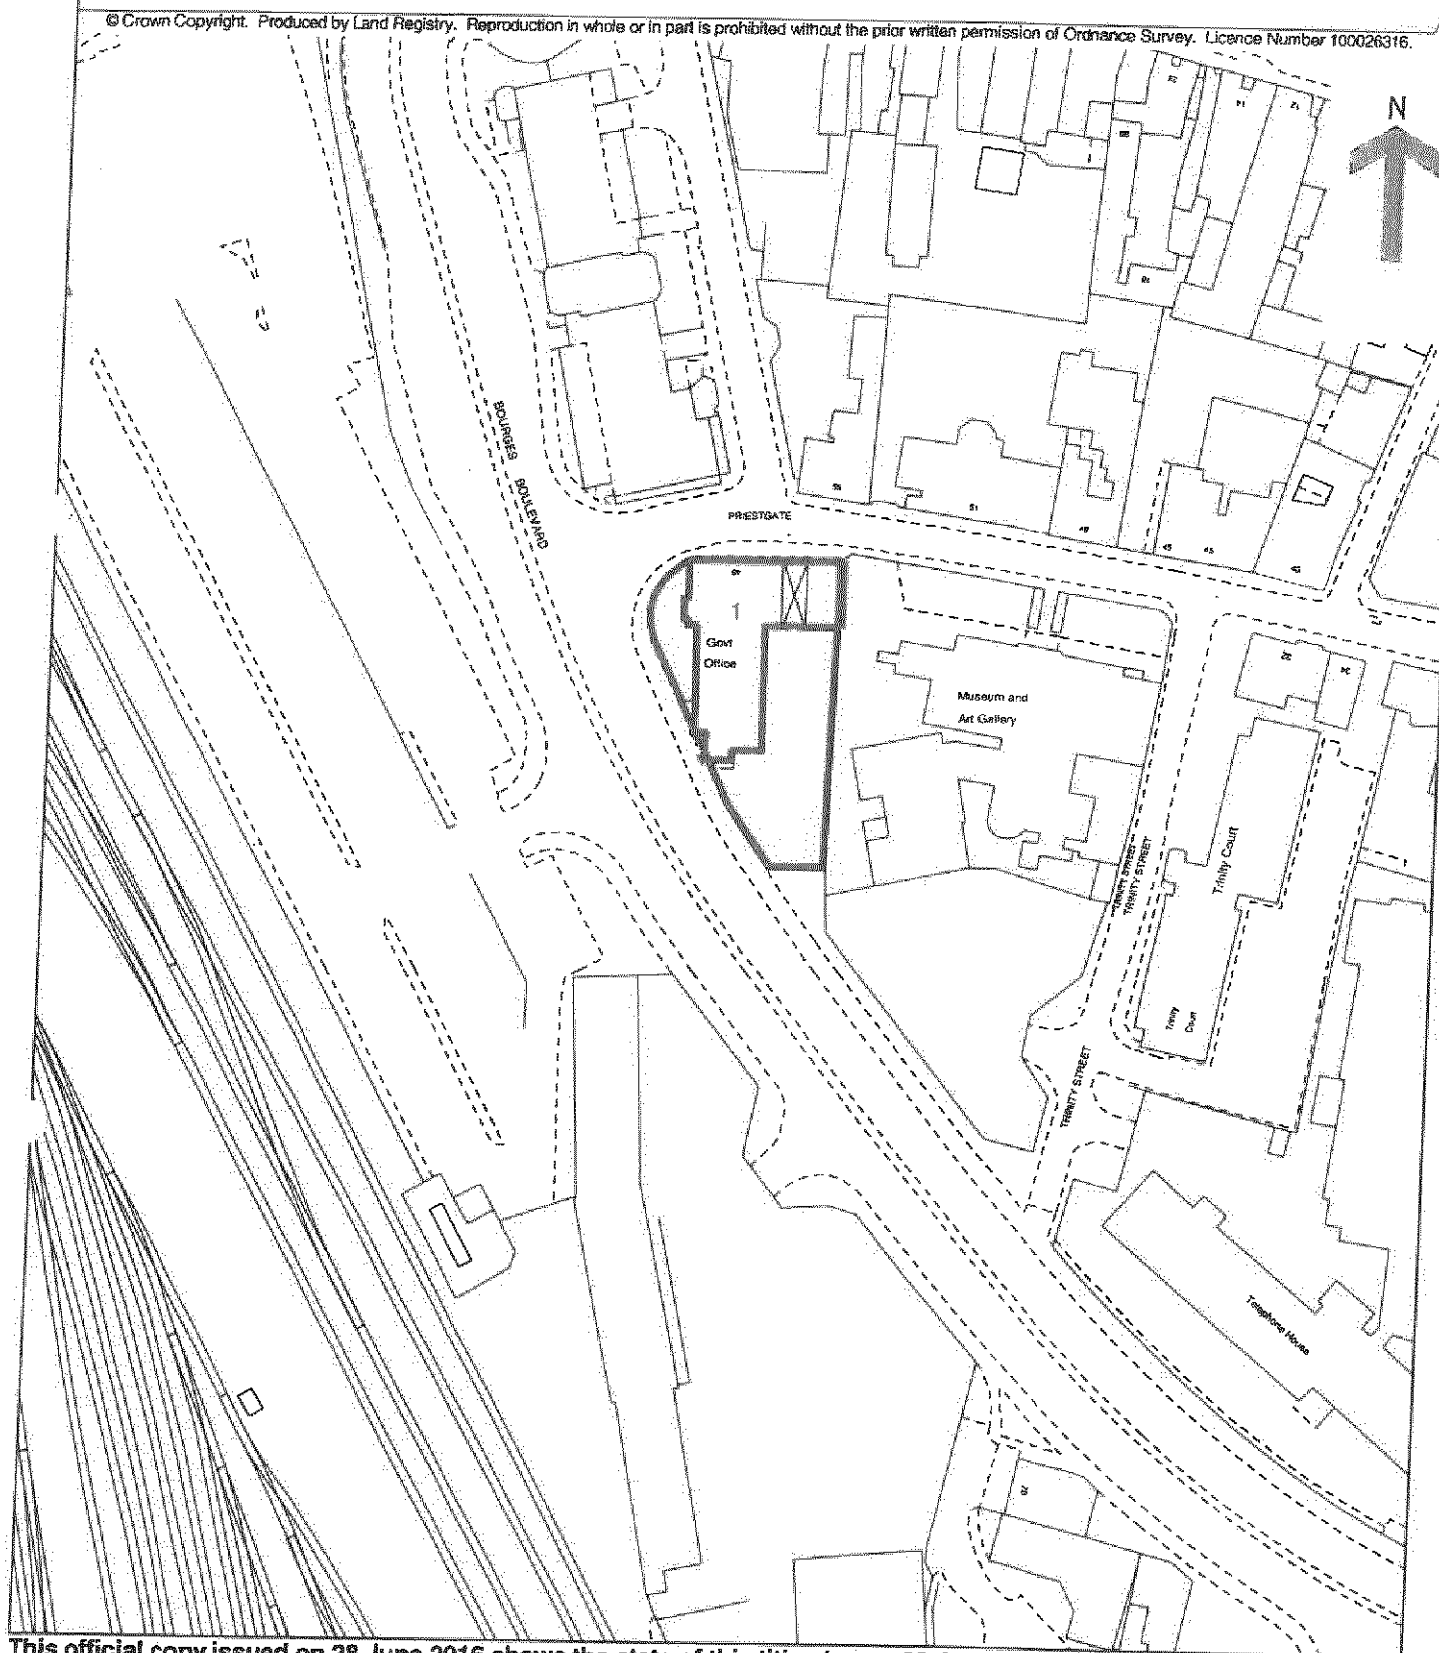 © Crown Copyright. Produced by Land Registry. Reproduction in whole or in part is prohibited without the prior written permission of Ordnance Survey. Licence Number 100026316.
N
BOURGES
BOULEVARD
PRIESTGATE
51
1
Govt
Office
Museum and
Art Gallery
TRINITY STREET
TRINITY STREET
Trinity Court
Trinity
Court
TRINITY STREET
Telephone House
This official copy issued on 28 June 2016 shows the state of this title